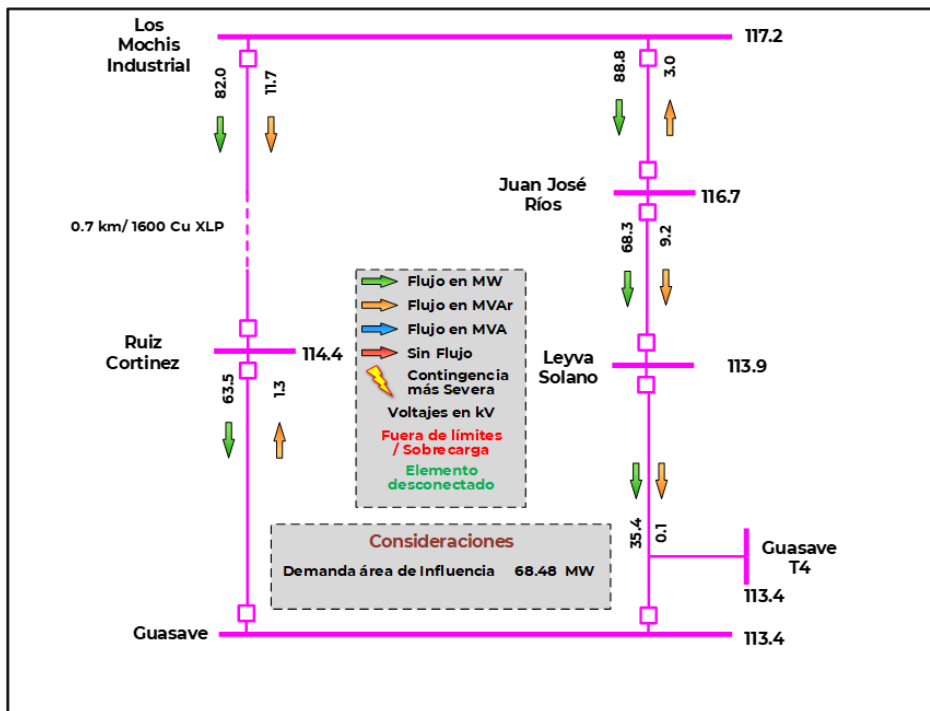 Los
Mochis
Industrial
117.2
82.0
11.7
88.8
3.0
Juan José
Ríos
116.7
0.7 km/ 1600 Cu XLP
68.3
9.2
Flujo en MW
Flujo en MVAr
Flujo en MVA
Sin Flujo
Contingencia
más Severa
Voltajes en kV
Fuera de límites
/ Sobrecarga
Elemento
desconectado
Ruiz
Cortinez
114.4
Leyva
Solano
113.9
63.5
1.3
35.4
0.1
Consideraciones
Demanda área de Influencia 68.48 MW
Guasave
T4
113.4
Guasave
113.4